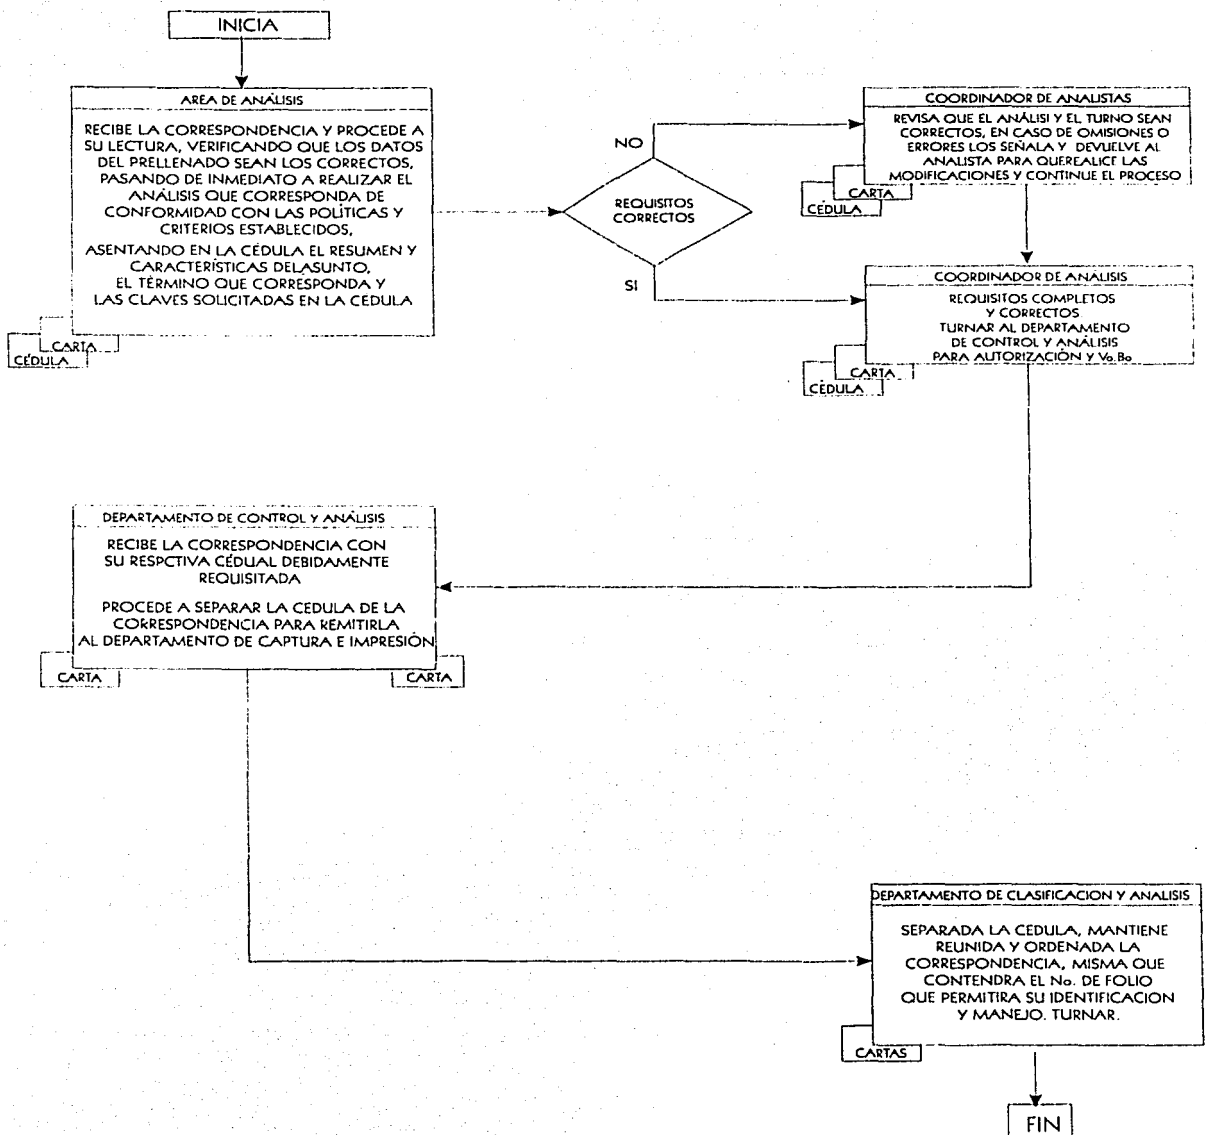 INICIA
AREA DE ANÁLISIS
RECIBE LA CORRESPONDENCIA Y PROCEDE A
SU LECTURA, VERIFICANDO QUE LOS DATOS
DEL PRELLENADO SEAN LOS CORRECTOS,
PASANDO DE INMEDIATO A REALIZAR EL
ANÁLISIS QUE CORRESPONDA DE
CONFORMIDAD CON LAS POLÍTICAS Y
CRITERIOS ESTABLECIDOS,
ASENTANDO EN LA CÉDULA EL RESUMEN Y
CARACTERÍSTICAS DELASUNTO,
EL TÉRMINO QUE CORRESPONDA Y
LAS CLAVES SOLICITADAS EN LA CÉDULA
CARTA
CÉDULA
NO
REQUISITOS
CORRECTOS
SI
COORDINADOR DE ANALISTAS
REVISA QUE EL ANÁLISI Y EL TURNO SEAN
CORRECTOS, EN CASO DE OMISIONES O
ERRORES LOS SEÑALA Y DEVUELVE AL
ANALISTA PARA QUEREALICE LAS
MODIFICACIONES Y CONTINUE EL PROCESO
CARTA
CÉDULA
COORDINADOR DE ANÁLISIS
REQUISITOS COMPLETOS
Y CORRECTOS
TURNAR AL DEPARTAMENTO
DE CONTROL Y ANÁLISIS
PARA AUTORIZACIÓN Y Vo.Bo
CARTA
CÉDULA
DEPARTAMENTO DE CONTROL Y ANÁLISIS
RECIBE LA CORRESPONDENCIA CON
SU RESPCTIVA CÉDUAL DEBIDAMENTE
REQUISITADA
PROCEDE A SEPARAR LA CEDULA DE LA
CORRESPONDENCIA PARA REMITIRLA
AL DEPARTAMENTO DE CAPTURA E IMPRESIÓN
CARTA
CARTA
DEPARTAMENTO DE CLASIFICACION Y ANALISIS
SEPARADA LA CEDULA, MANTIENE
REUNIDA Y ORDENADA LA
CORRESPONDENCIA, MISMA QUE
CONTENDRA EL No. DE FOLIO
QUE PERMITIRA SU IDENTIFICACION
Y MANEJO. TURNAR.
CARTAS
FIN